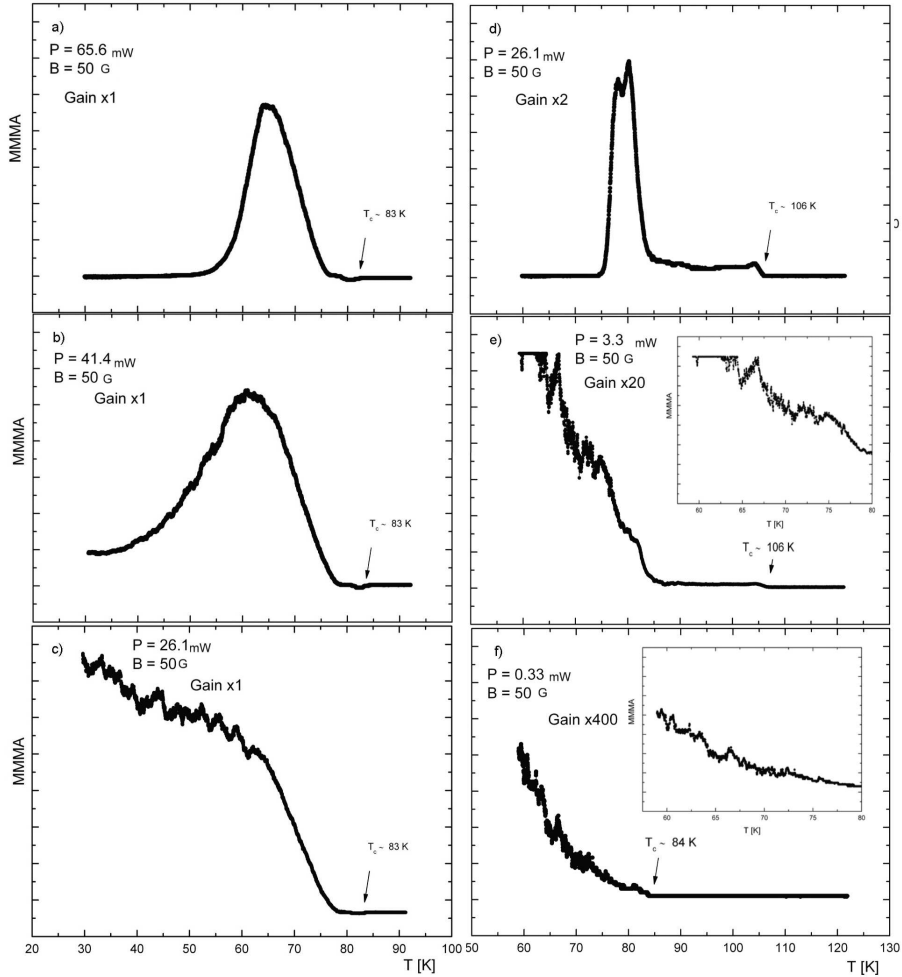 a)
P = 65.6 mW
B = 50 G
Gain x1
MMMA
T_c ~ 83 K
b)
P = 41.4 mW
B = 50 G
Gain x1
MMMA
T_c ~ 83 K
c)
P = 26.1 mW
B = 50 G
Gain x1
MMMA
T_c ~ 83 K
20 30 40 50 60 70 80 90 100
T [K]
d)
P = 26.1 mW
B = 50 G
Gain x2
T_c ~ 106 K
e)
P = 3.3 mW
B = 50 G
Gain x20
T_c ~ 106 K
MMMA
60 65 70 75 80
T [K]
f)
P = 0.33 mW
B = 50 G
Gain x400
T_c ~ 84 K
MMMA
60 65 70 75 80
T [K]
50 60 70 80 90 100 110 120 130
T [K]